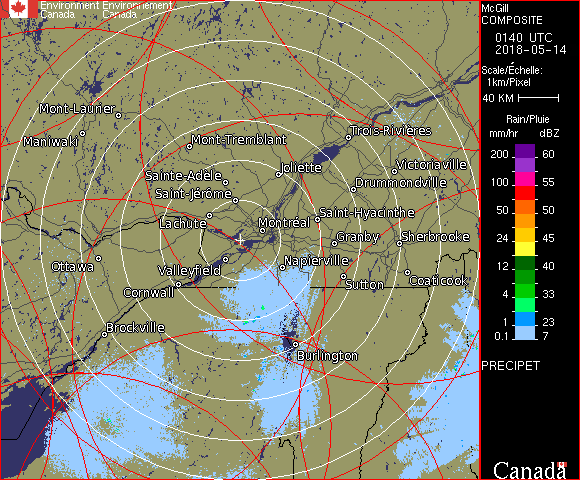 Environment Environnement
Canada Canada
McGill
COMPOSITE
0140 UTC
2018-05-14
Scale/Échelle:
1km/Pixel
40 KM
Rain/Pluie
mm/hr dBZ
200 60
100 55
50 50
24 45
12 40
4 33
1 23
0.1 7
PRECIPET
Canada
Mont-Laurier
Maniwaki
Mont-Tremblant
Trois-Rivières
Sainte-Adèle
Joliette
Victoriaville
Saint-Jérôme
Drummondville
Lachute
Montréal
Saint-Hyacinthe
Granby
Sherbrooke
Ottawa
Valleyfield
Napierville
Cornwall
Sutton
Coaticook
Brockville
Burlington